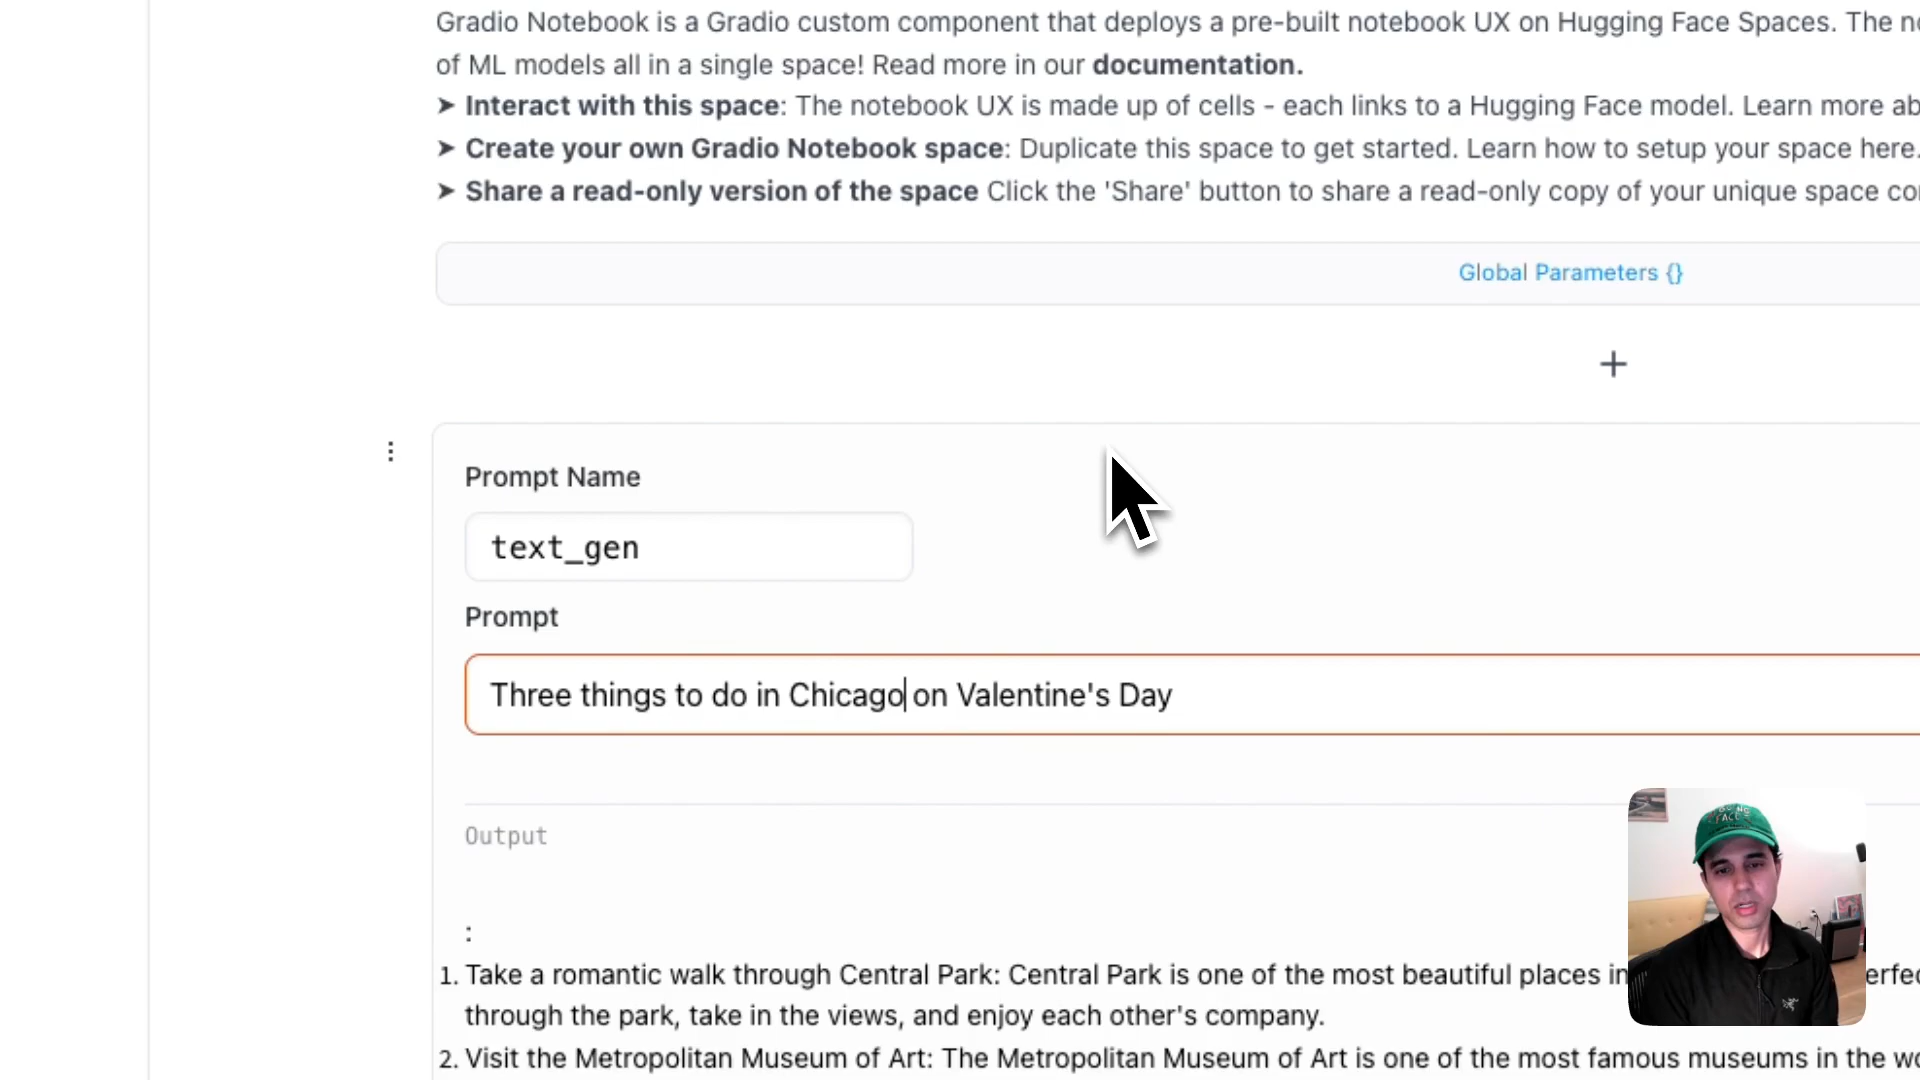 Gradio Notebook is a Gradio custom component that deploys a pre-built notebook UX on Hugging Face Spaces. The
of ML models all in a single space! Read more in our documentation.
➤ Interact with this space: The notebook UX is made up of cells - each links to a Hugging Face model. Learn more
➤ Create your own Gradio Notebook space: Duplicate this space to get started. Learn how to setup your space here.
➤ Share a read-only version of the space Click the 'Share' button to share a read-only copy of your unique space
Global Parameters {}
+
Prompt Name
text_gen
Prompt
Three things to do in Chicago on Valentine's Day
Output
:
1. Take a romantic walk through Central Park: Central Park is one of the most beautiful places in
through the park, take in the views, and enjoy each other's company.
2. Visit the Metropolitan Museum of Art: The Metropolitan Museum of Art is one of the most famous museums in the